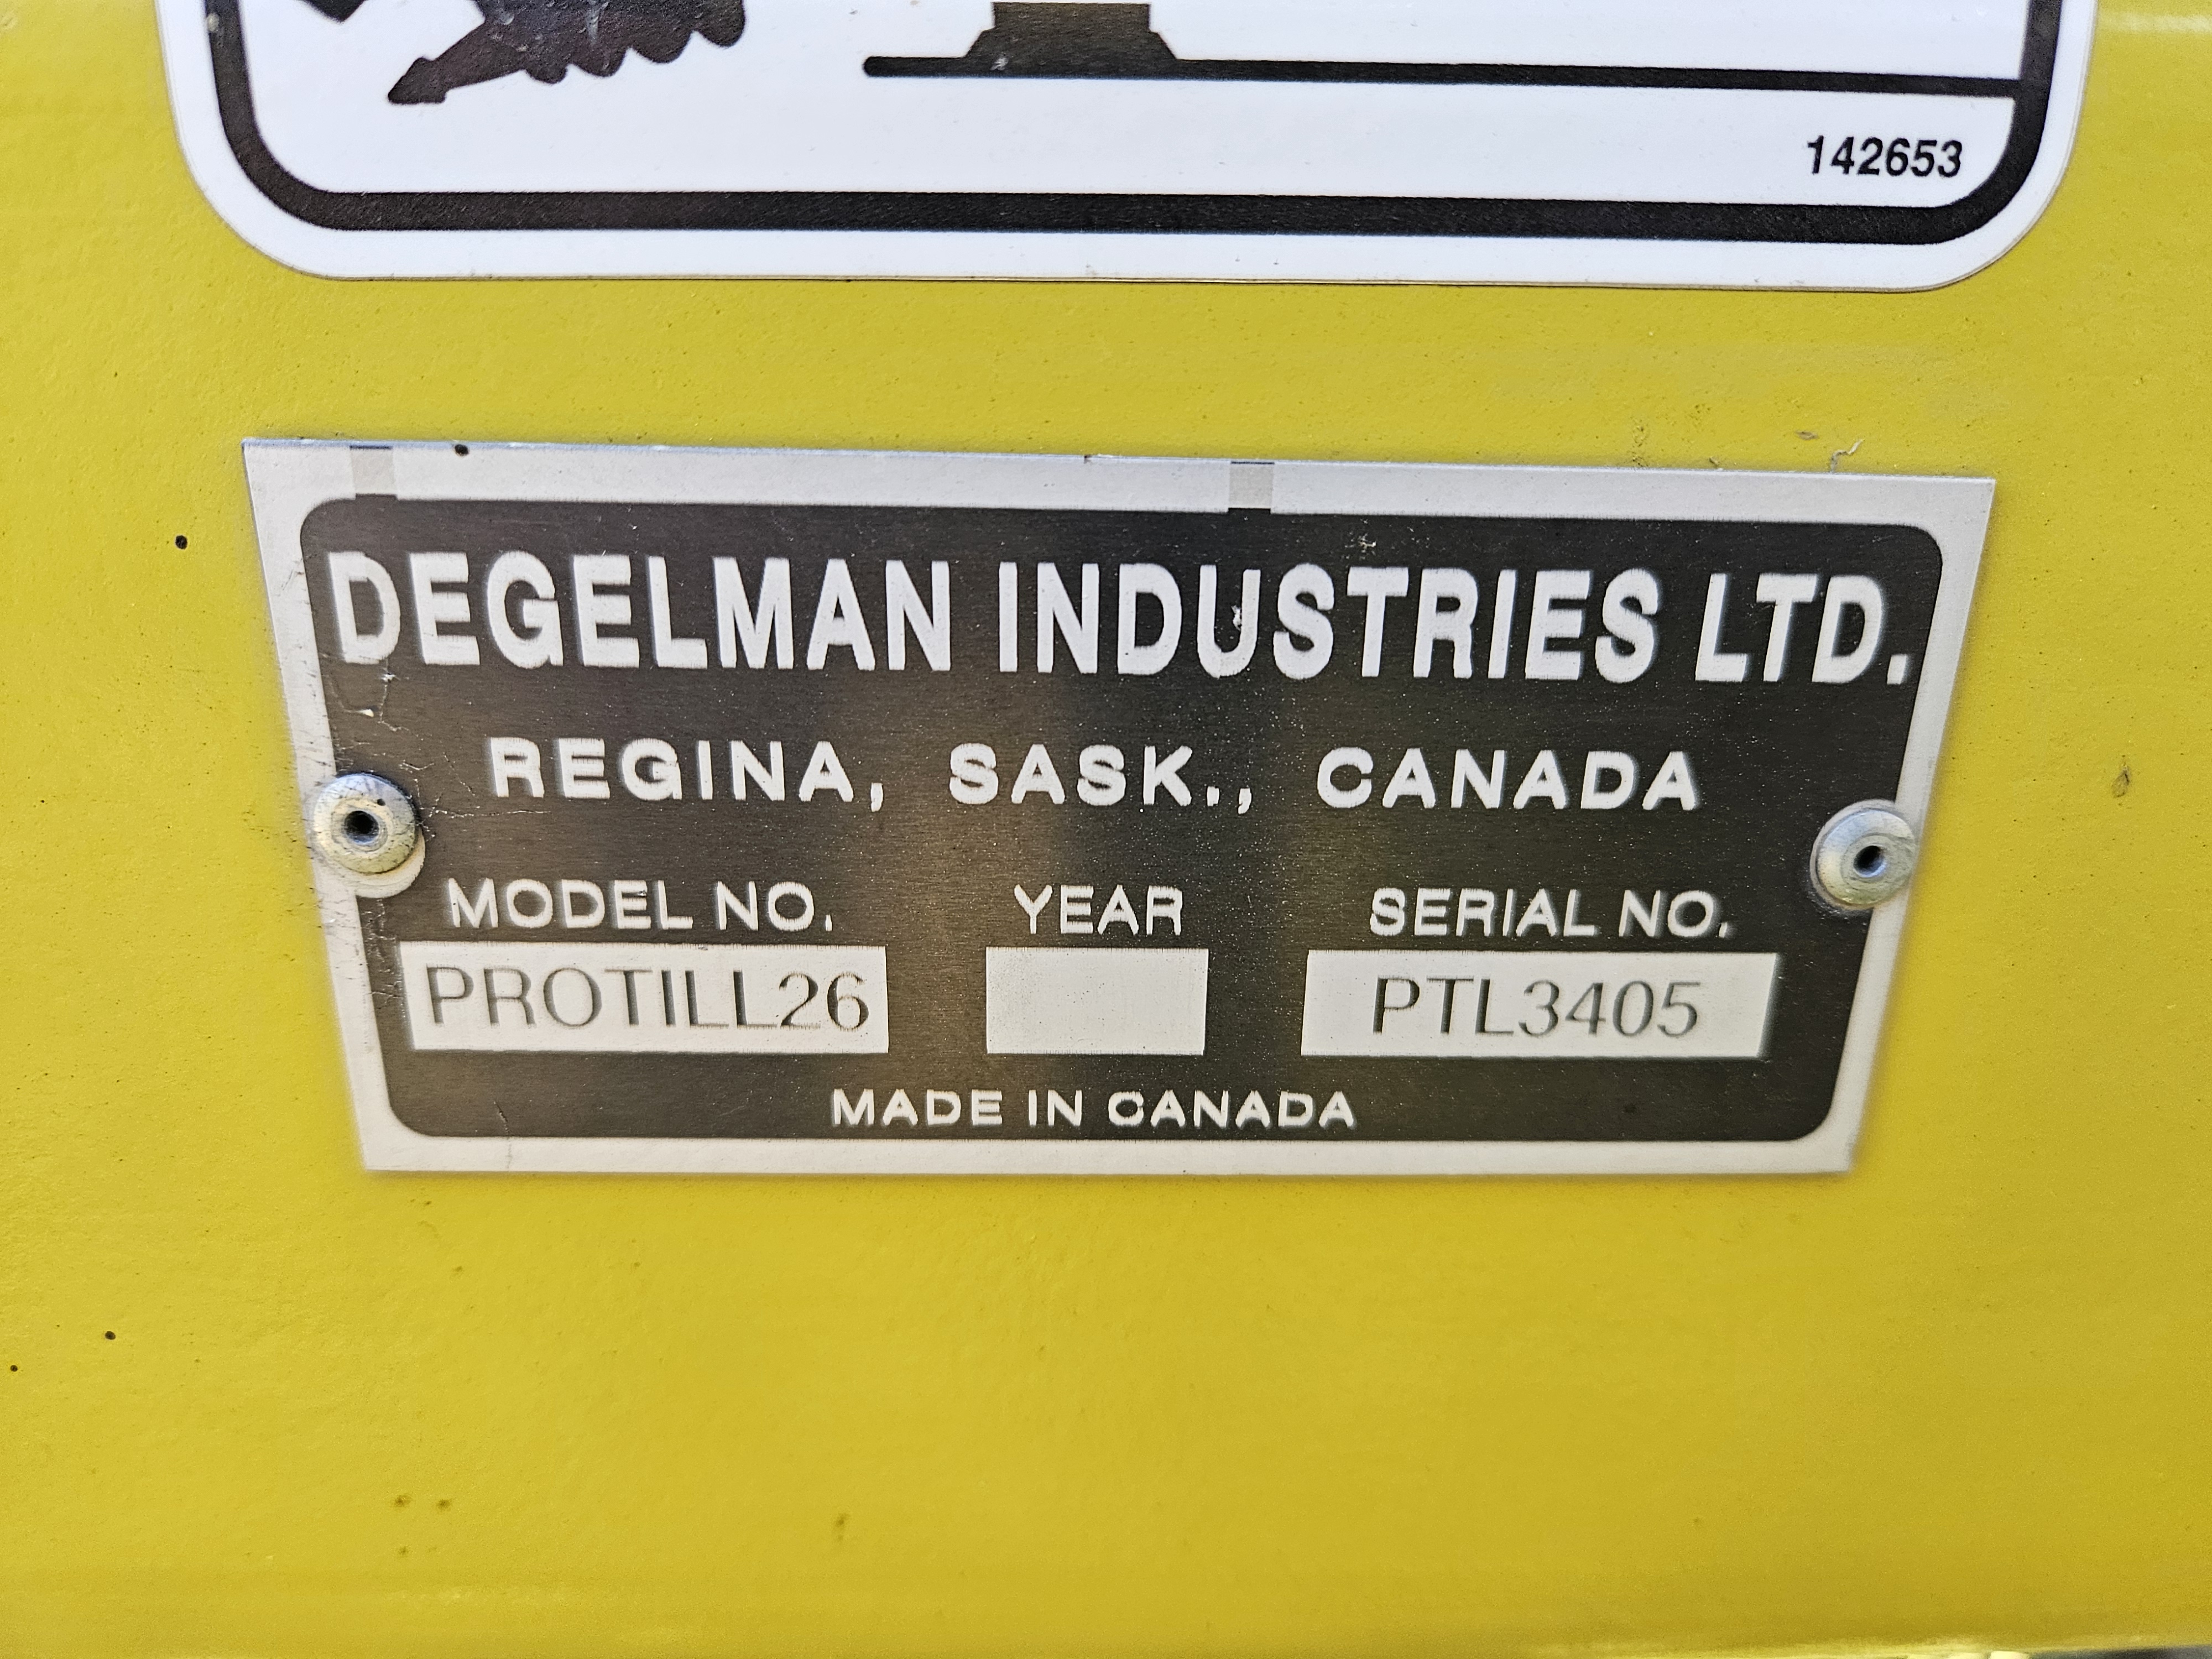 142653
DEGELMAN INDUSTRIES LTD.
REGINA, SASK., CANADA
MODEL NO. YEAR SERIAL NO.
PROTILL26 PTL3405
MADE IN CANADA